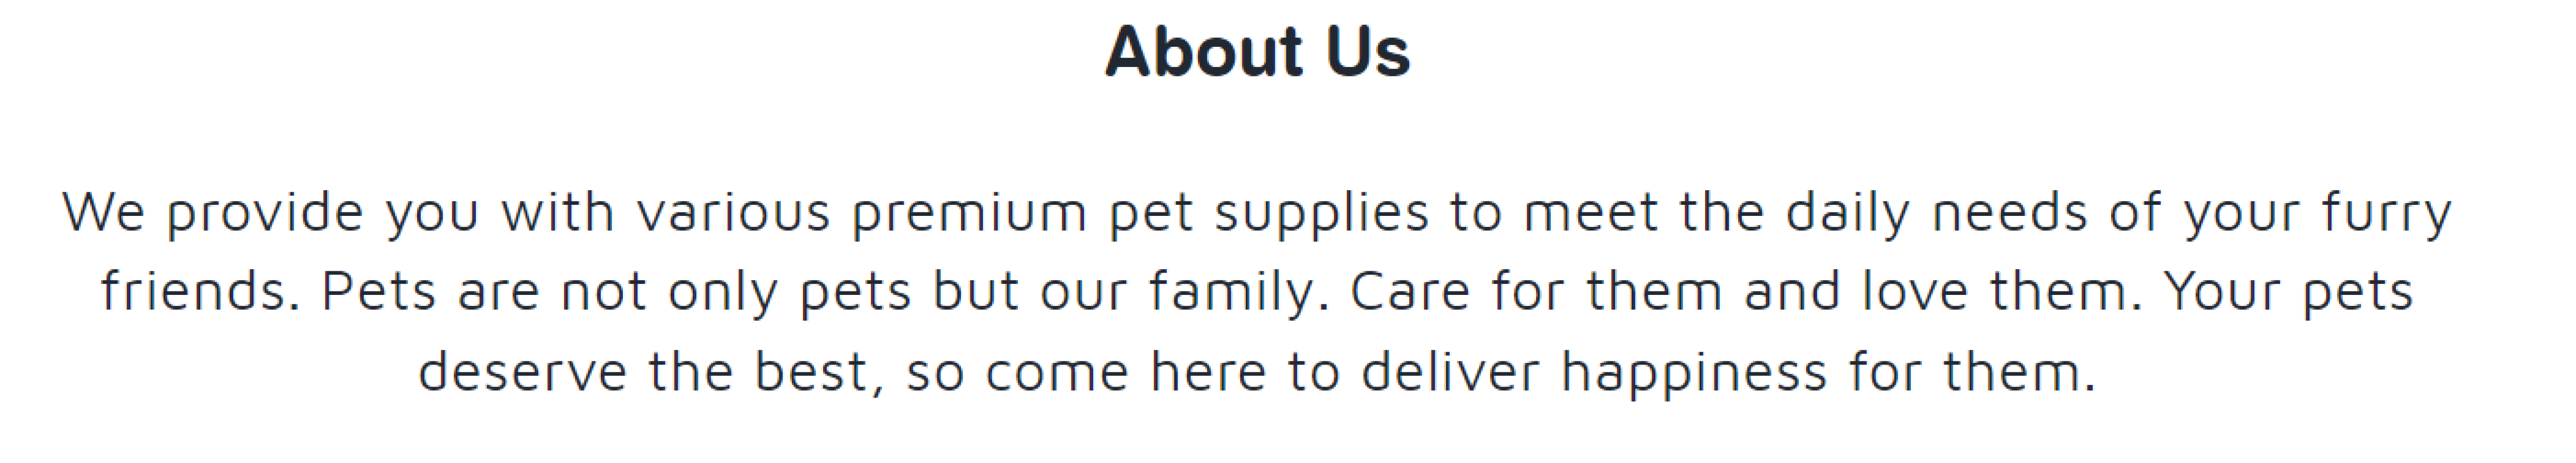 About Us
We provide you with various premium pet supplies to meet the daily needs of your furry
friends. Pets are not only pets but our family. Care for them and love them. Your pets
deserve the best, so come here to deliver happiness for them.